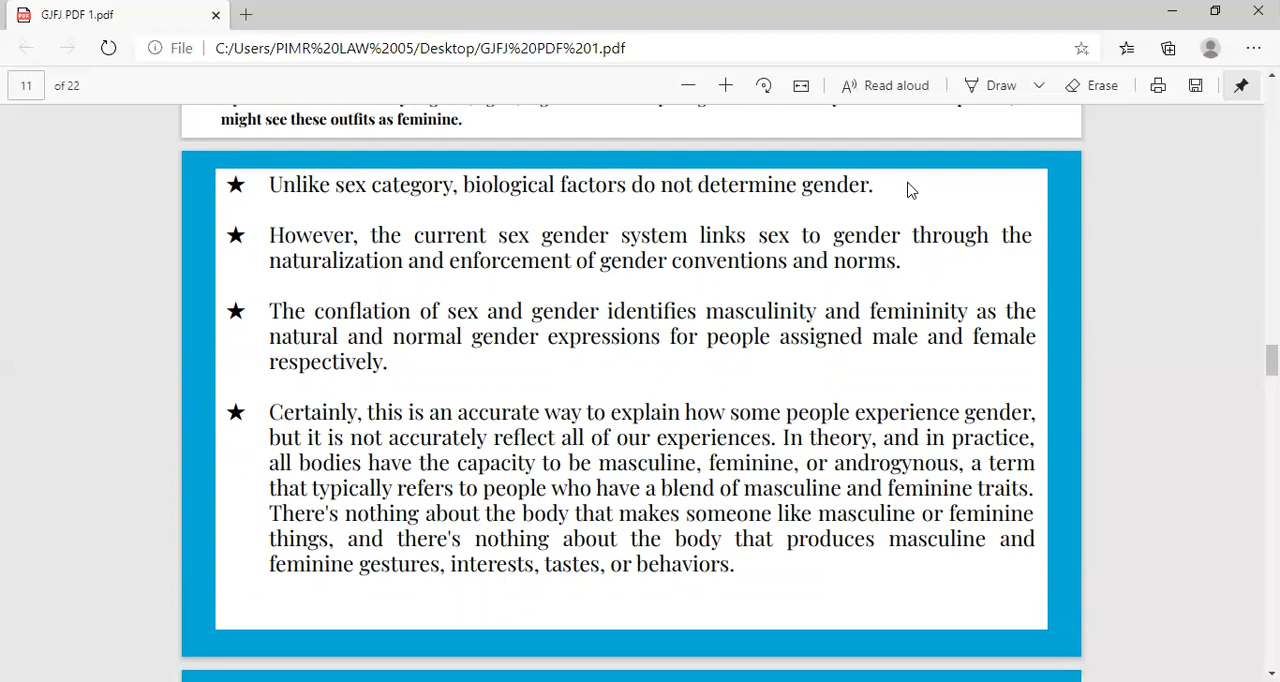 GJFJ PDF 1.pdf
File C:/Users/PIMR%20LAW%2005/Desktop/GJFJ%20PDF%201.pdf
11 of 22 Read aloud Draw Erase
might see these outfits as feminine.
★ Unlike sex category, biological factors do not determine gender.
★ However, the current sex gender system links sex to gender through the
naturalization and enforcement of gender conventions and norms.
★ The conflation of sex and gender identifies masculinity and femininity as the
natural and normal gender expressions for people assigned male and female
respectively.
★ Certainly, this is an accurate way to explain how some people experience gender,
but it is not accurately reflect all of our experiences. In theory, and in practice,
all bodies have the capacity to be masculine, feminine, or androgynous, a term
that typically refers to people who have a blend of masculine and feminine traits.
There's nothing about the body that makes someone like masculine or feminine
things, and there's nothing about the body that produces masculine and
feminine gestures, interests, tastes, or behaviors.